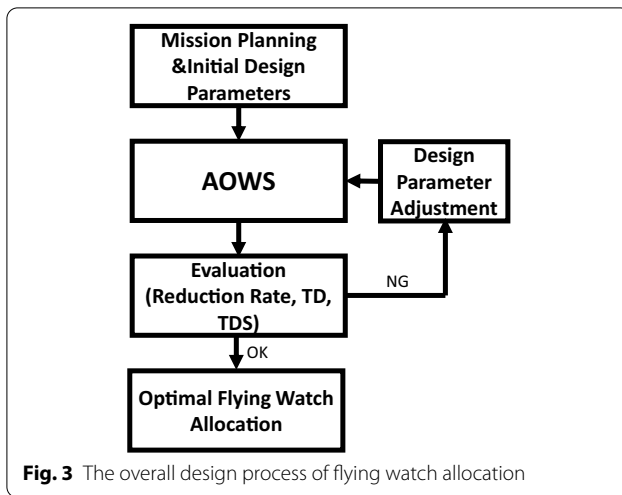 Mission Planning
&Initial Design
Parameters
AOWS
Design
Parameter
Adjustment
Evaluation
(Reduction Rate, TD,
TDS)
NG
OK
Optimal Flying Watch
Allocation
Fig. 3 The overall design process of flying watch allocation